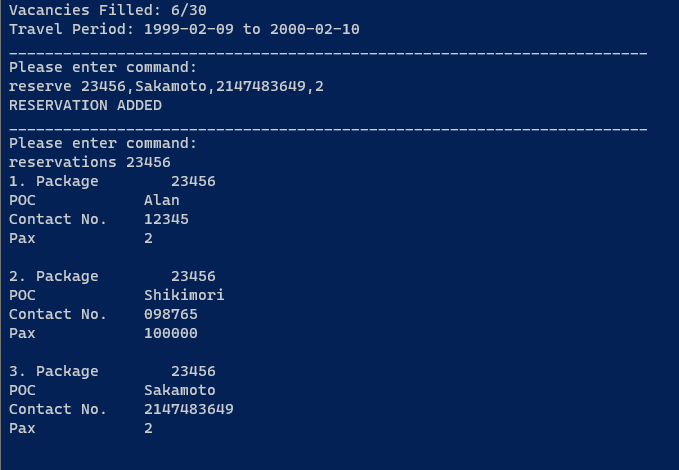 Vacancies Filled: 6/30
Travel Period: 1999-02-09 to 2000-02-10
_______________________________________________________________________
Please enter command:
reserve 23456,Sakamoto,2147483649,2
RESERVATION ADDED
_______________________________________________________________________
Please enter command:
reservations 23456
1. Package        23456
POC            Alan
Contact No.    12345
Pax            2

2. Package        23456
POC            Shikimori
Contact No.    098765
Pax            100000

3. Package        23456
POC            Sakamoto
Contact No.    2147483649
Pax            2